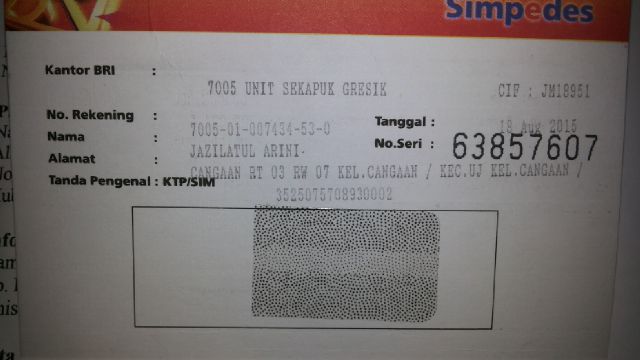 Simpedes
Kantor BRI :
7005 UNIT SEKAPUK GRESIK
CIF : JM18951
No. Rekening : 7005-01-007434-53-0
Tanggal : 18 Aug 2015
Nama : JAZILATUL ARINI
No.Seri : 63857607
Alamat : CANGAAN RT 03 RW 07 KEL.CANGAAN / KEC.UJ KEL.CANGAAN /
Tanda Pengenal : KTP/SIM
3525075708930002